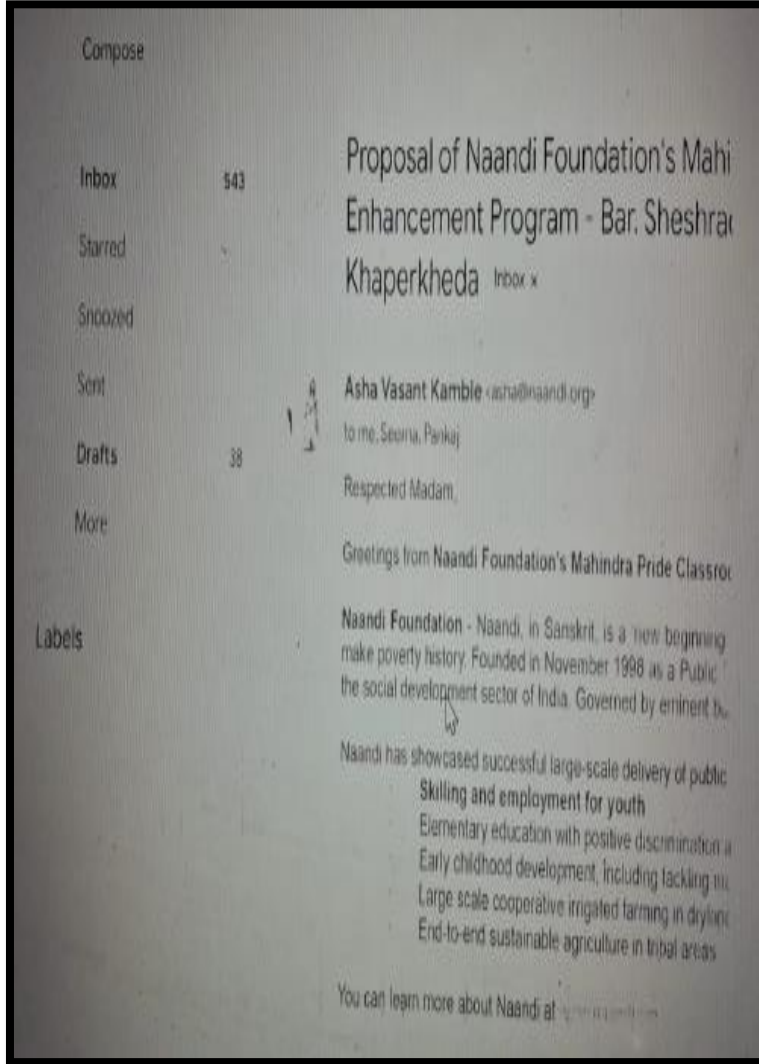 Compose
Inbox 543
Starred
Snoozed
Sent
Drafts 38
More
Labels
Proposal of Naandi Foundation's Mahi
Enhancement Program - Bar. Sheshra
Khaperkheda Inbox x
Asha Vasant Kamble <asha@naandi.org>
to me, Seema, Pankaj
Respected Madam,
Greetings from Naandi Foundation's Mahindra Pride Classroo
Naandi Foundation - Naandi, in Sanskrit, is a new beginning
make poverty history. Founded in November 1998 as a Public
the social development sector of India. Governed by eminent
Naandi has showcased successful large-scale delivery of public
Skilling and employment for youth
Elementary education with positive discrimination
Early childhood development, including tackling
Large scale cooperative irrigated farming in
End-to-end sustainable agriculture in tribal areas
You can learn more about Naandi at